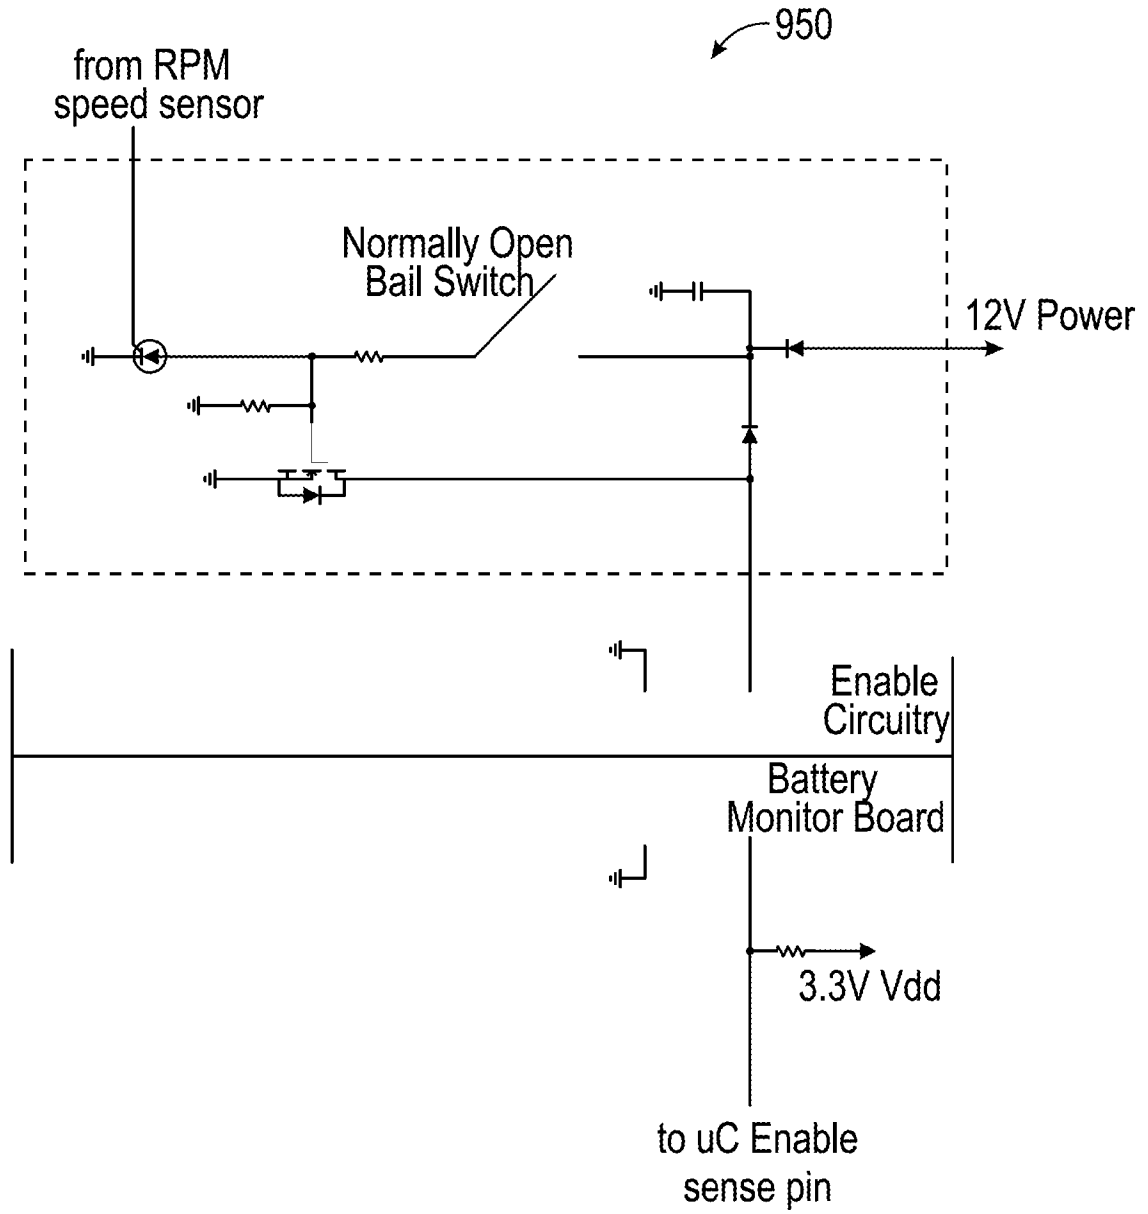 950
from RPM
speed sensor
Normally Open
Bail Switch
12V Power
Enable
Circuitry
Battery
Monitor Board
3.3V Vdd
to uC Enable
sense pin